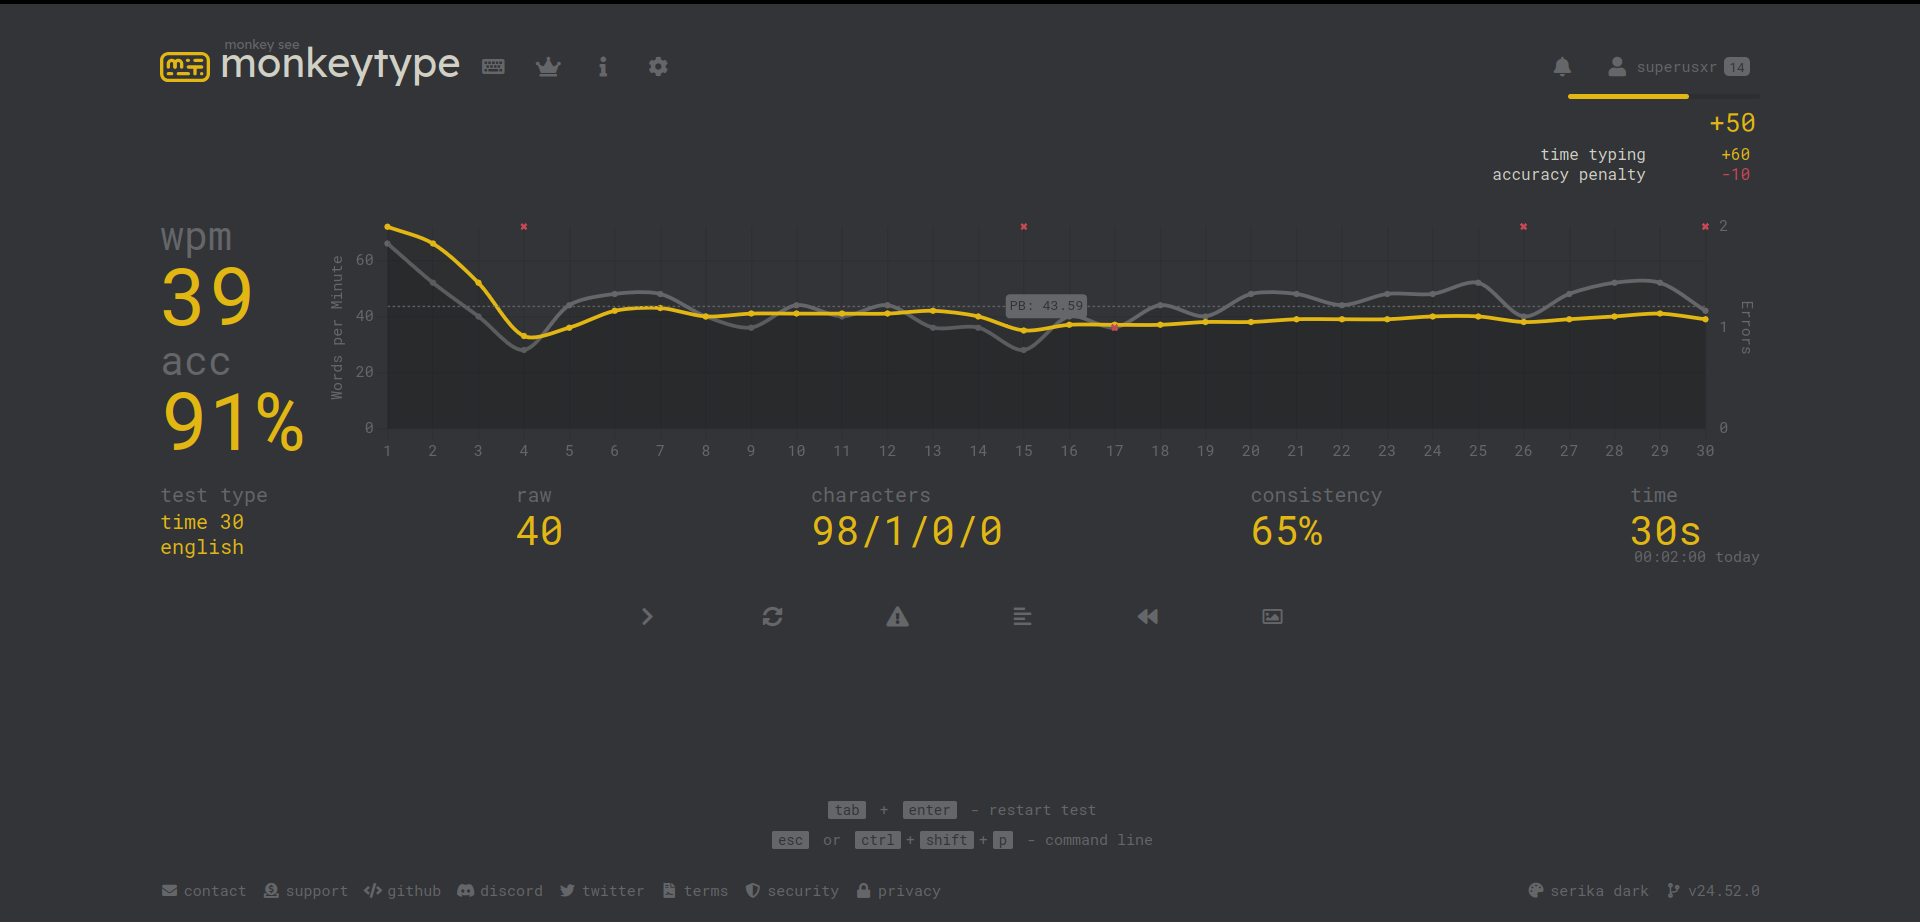 monkey see
monkeytype
superusxr 14
+50
time typing +60
accuracy penalty -10
wpm
39
acc
91%
Words per Minute
60
40
20
0
PB: 43.59
2
1
0
Errors
1 2 3 4 5 6 7 8 9 10 11 12 13 14 15 16 17 18 19 20 21 22 23 24 25 26 27 28 29 30
test type
time 30
english
raw
40
characters
98/1/0/0
consistency
65%
time
30s
00:02:00 today
tab + enter - restart test
esc or ctrl + shift + p - command line
contact support github discord twitter terms security privacy serika dark v24.52.0